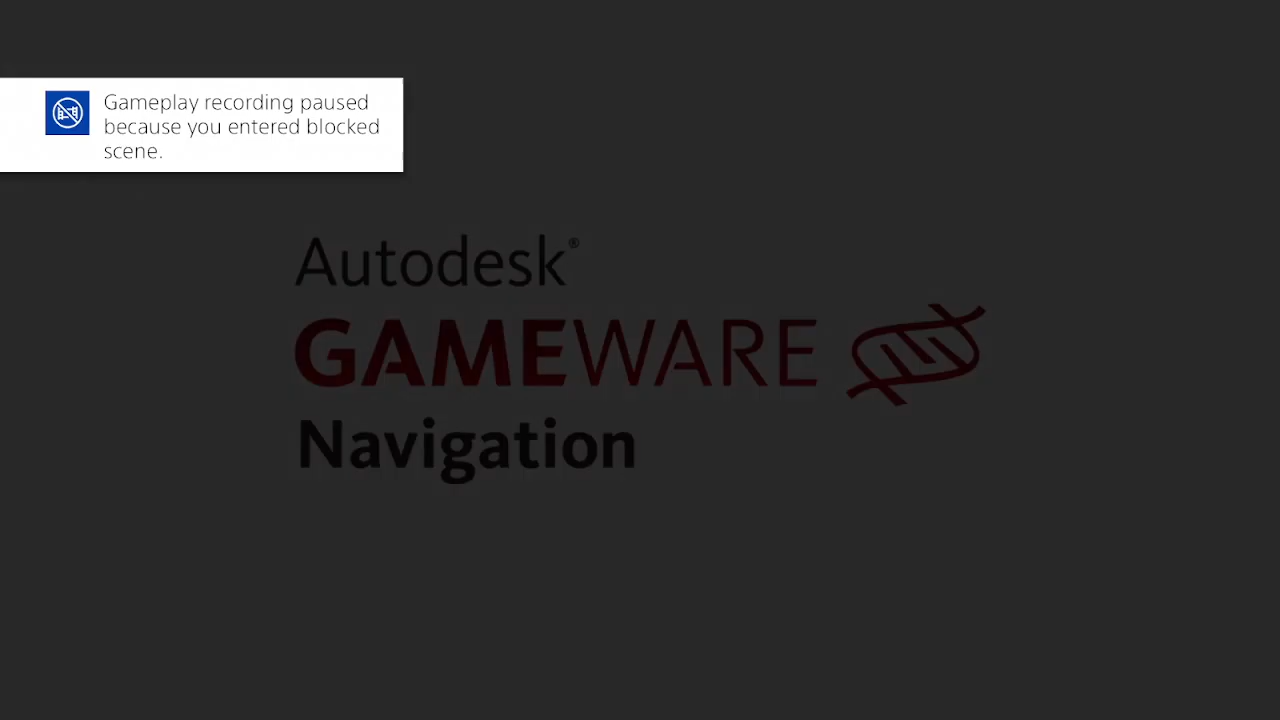 Gameplay recording paused
because you entered blocked
scene.
Autodesk®
GAMEWARE
Navigation